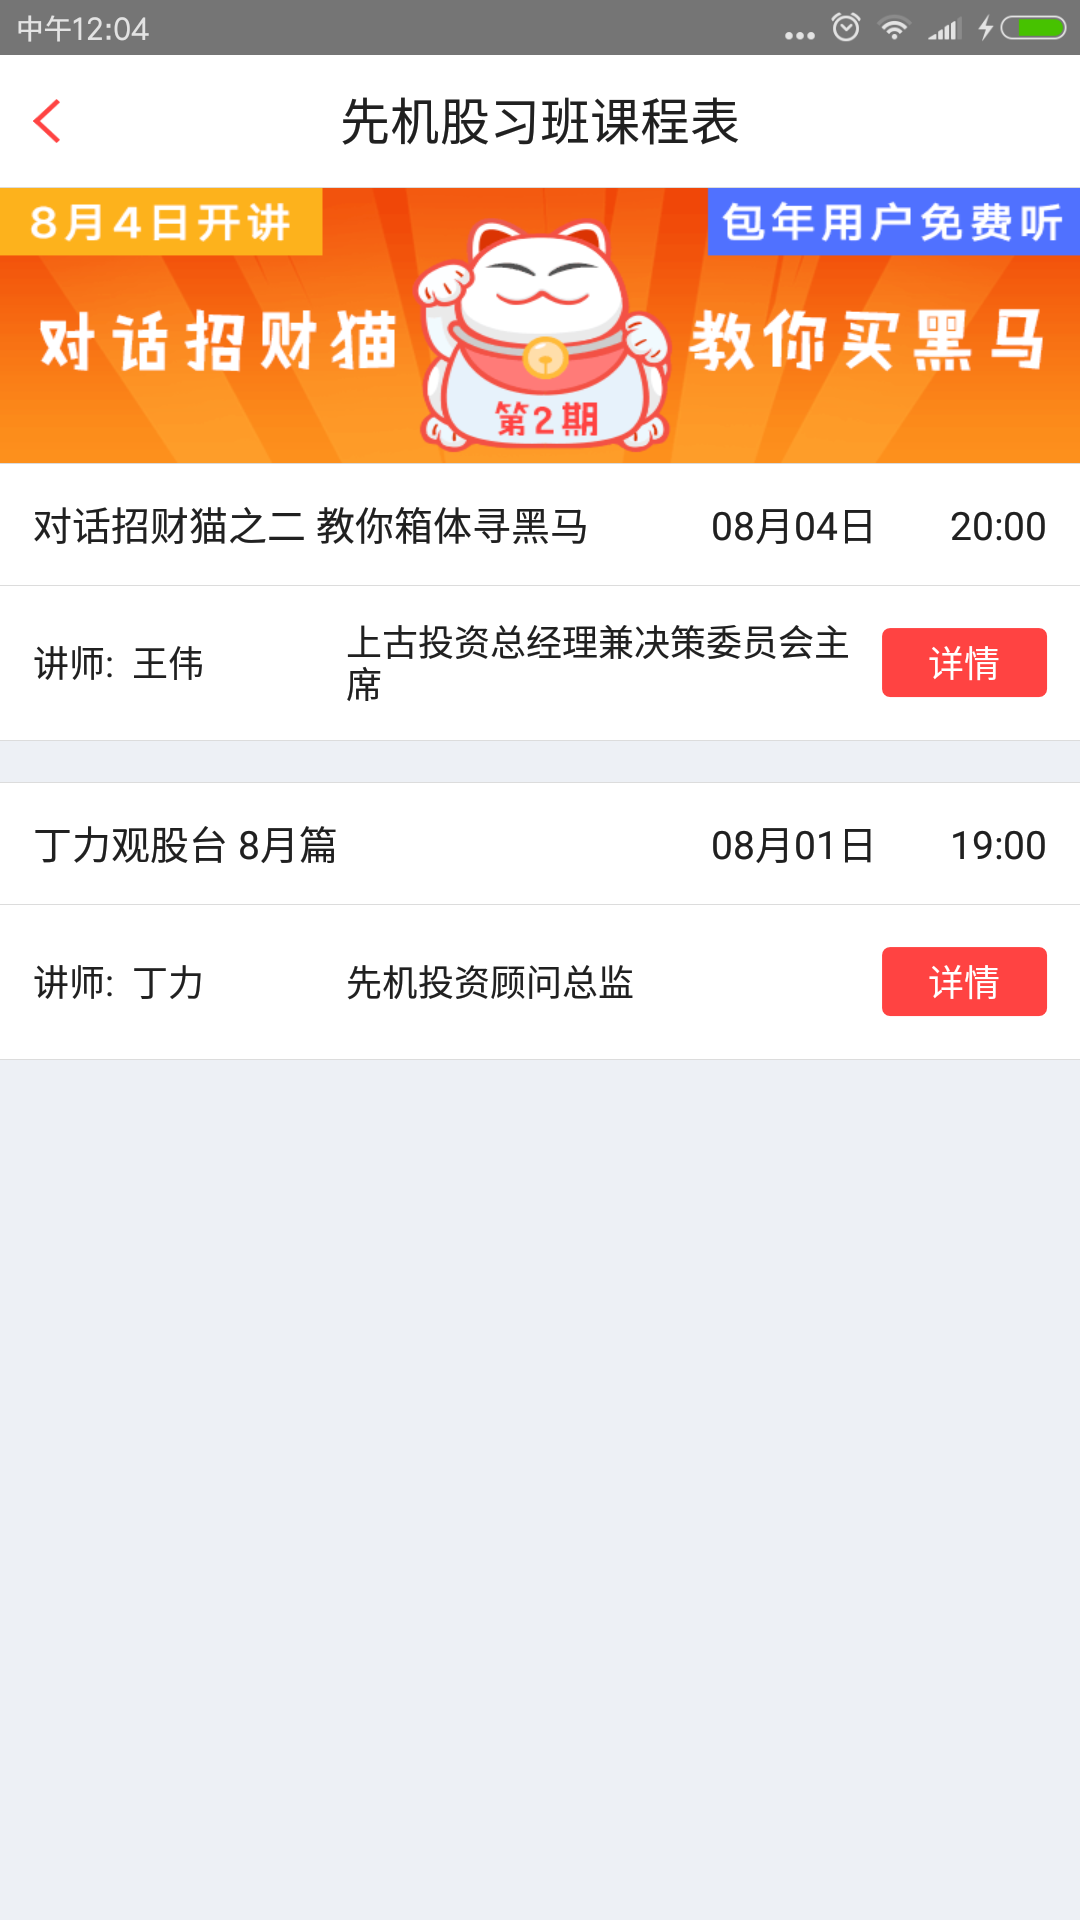 中午12:04
先机股习班课程表
8月4日开讲
包年用户免费听
对话招财猫 教你买黑马
第2期
对话招财猫之二 教你箱体寻黑马 08月04日 20:00
讲师: 王伟 上古投资总经理兼决策委员会主
席 详情
丁力观股台 8月篇 08月01日 19:00
讲师: 丁力 先机投资顾问总监 详情